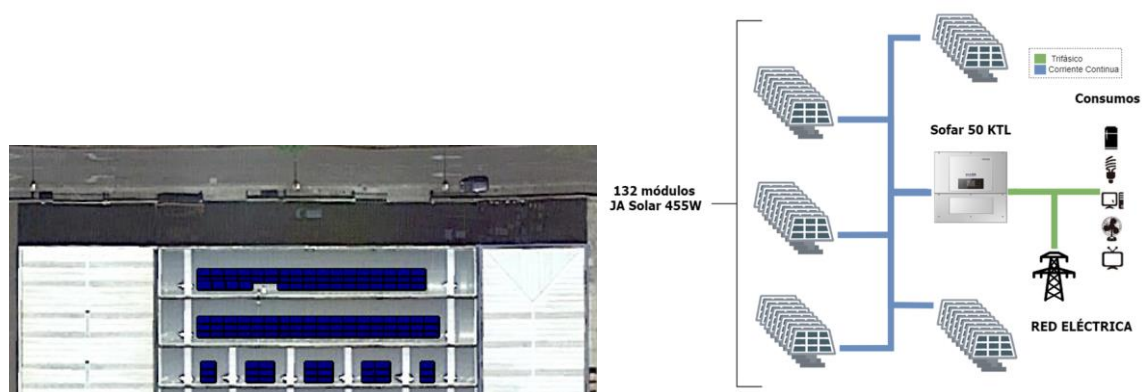 Trifásico
Corriente Continua
Consumos
Sofar 50 KTL
132 módulos
JA Solar 455W
RED ELÉCTRICA